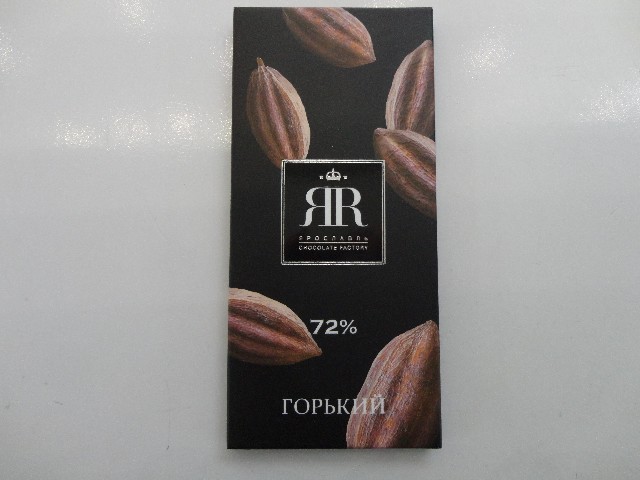 ЯR
ЯРОСЛАВЛЬ
CHOCOLATE FACTORY
72%
ГОРЬКИЙ